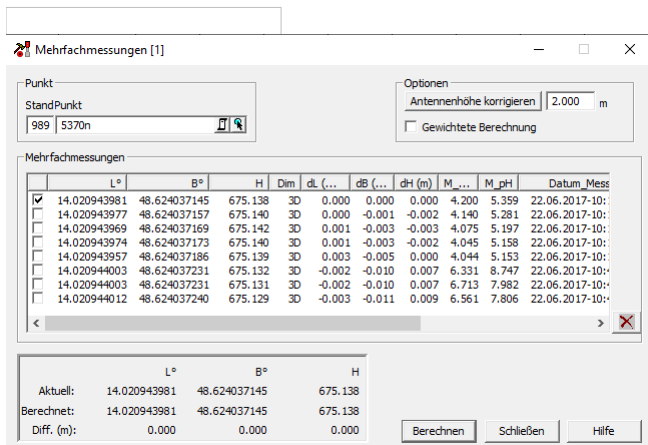 Mehrfachmessungen [1]
Punkt
StandPunkt
989 5370n
Optionen
Antennenhöhe korrigieren 2.000 m
Gewichtete Berechnung
Mehrfachmessungen
L° B° H Dim dL (... dB (... dH (m) M_... M_pH Datum_Mess
14.020943981 48.624037145 675.138 3D 0.000 0.000 0.000 4.200 5.359 22.06.2017-10:
14.020943977 48.624037157 675.140 3D 0.000 -0.001 -0.002 4.140 5.281 22.06.2017-10:
14.020943969 48.624037169 675.142 3D 0.001 -0.003 -0.003 4.075 5.197 22.06.2017-10:
14.020943974 48.624037173 675.140 3D 0.001 -0.003 -0.002 4.045 5.158 22.06.2017-10:
14.020943957 48.624037186 675.139 3D 0.003 -0.005 0.000 4.044 5.153 22.06.2017-10:
14.020944003 48.624037231 675.132 3D -0.002 -0.010 0.007 6.331 8.747 22.06.2017-10:4
14.020944003 48.624037231 675.131 3D -0.002 -0.010 0.007 6.713 7.982 22.06.2017-10:4
14.020944012 48.624037240 675.129 3D -0.003 -0.011 0.009 6.561 7.806 22.06.2017-10:4
L° B° H
Aktuell: 14.020943981 48.624037145 675.138
Berechnet: 14.020943981 48.624037145 675.138
Diff. (m): 0.000 0.000 0.000
Berechnen Schließen Hilfe